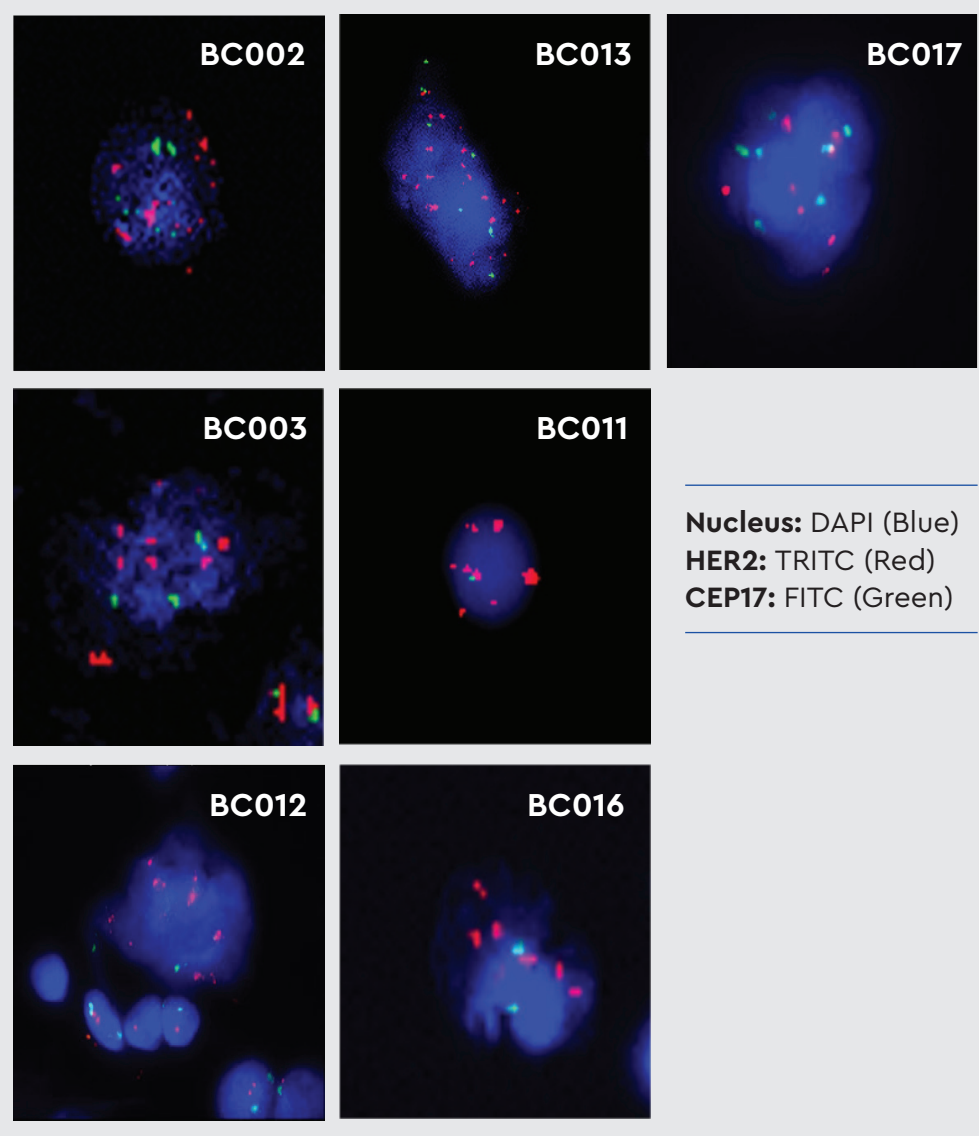 BC002
BC013
BC017
BC003
BC011
Nucleus: DAPI (Blue)
HER2: TRITC (Red)
CEP17: FITC (Green)
BC012
BC016